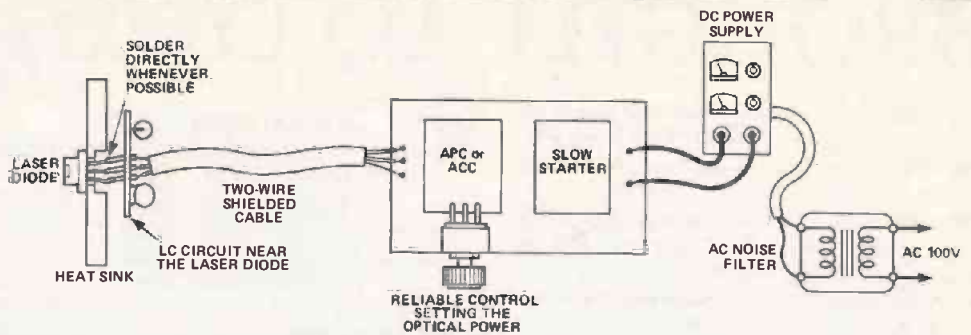 SOLDER
DIRECTLY
WHENEVER
POSSIBLE
LASER
DIODE
HEAT SINK
LC CIRCUIT NEAR
THE LASER DIODE
TWO-WIRE
SHIELDED
CABLE
APC or
ACC
SLOW
STARTER
RELIABLE CONTROL
SETTING THE
OPTICAL POWER
DC POWER
SUPPLY
AC NOISE
FILTER
AC 100V